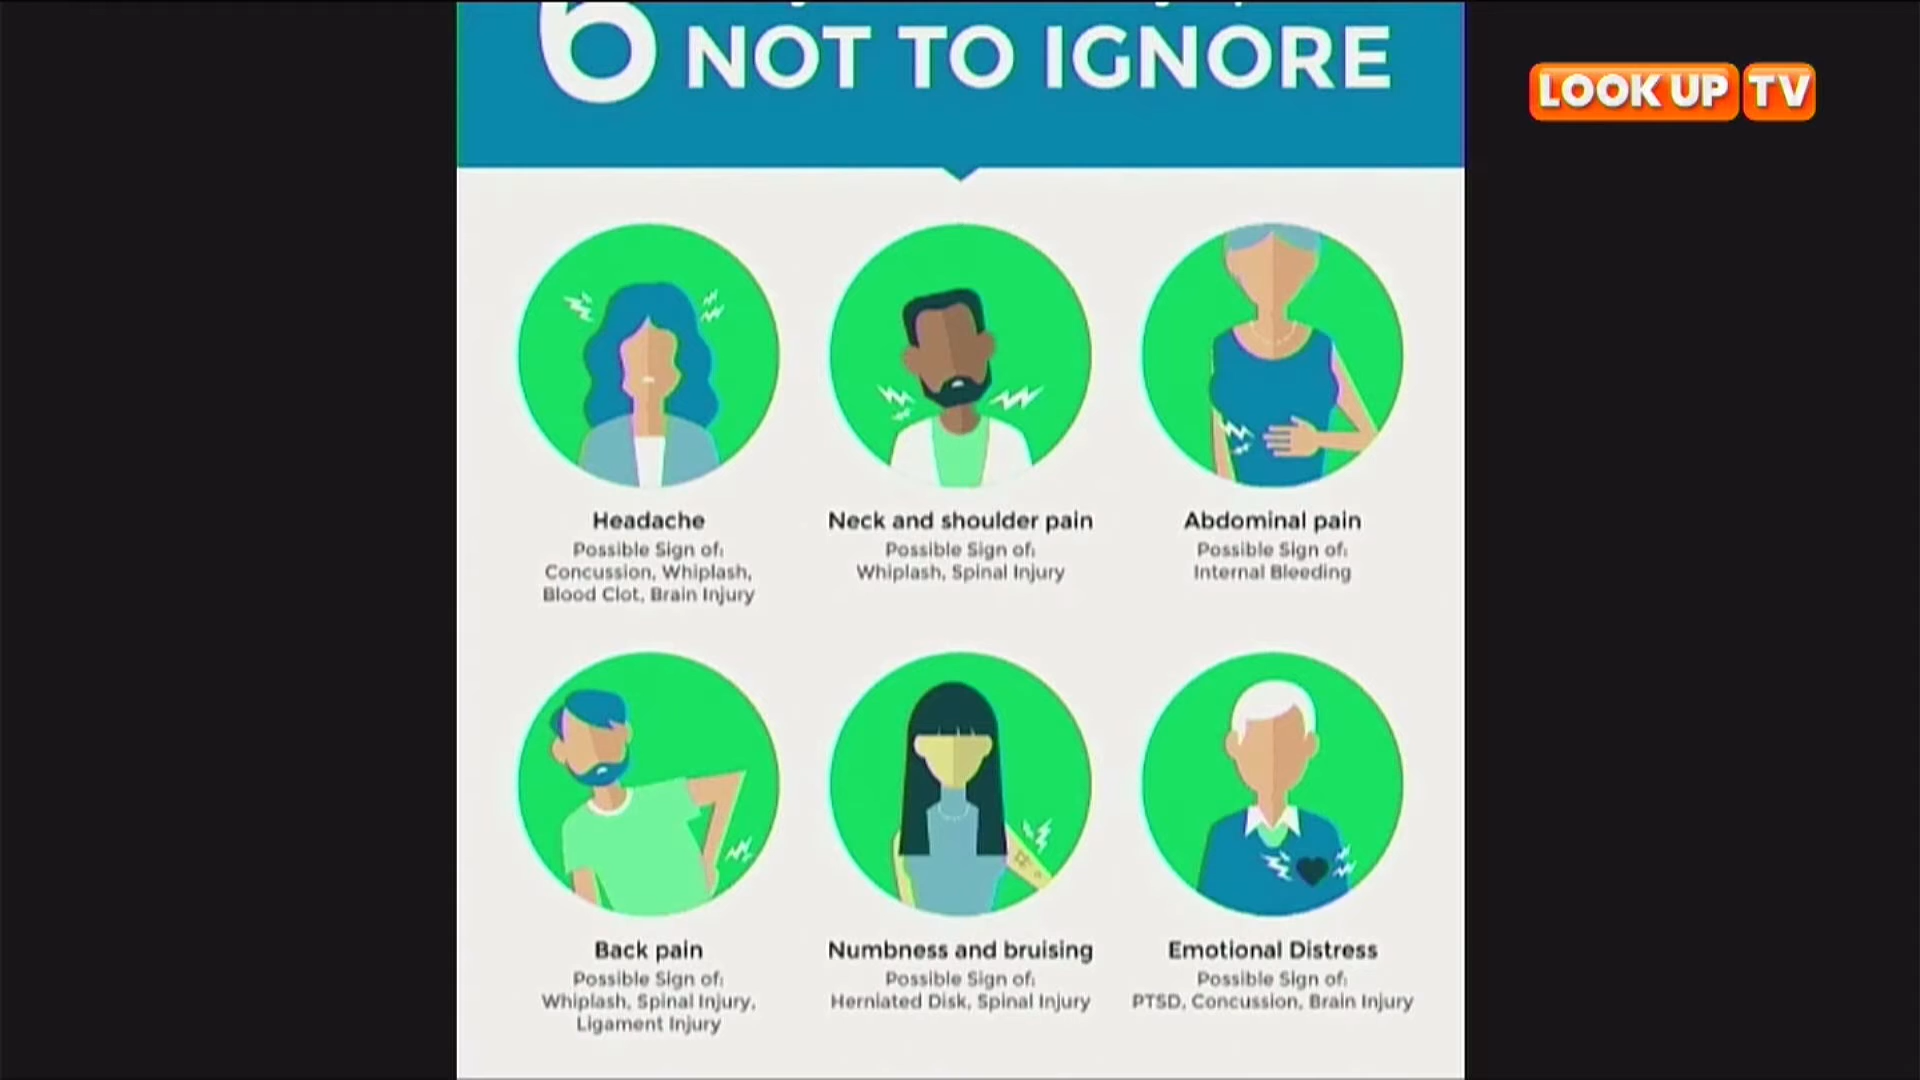 6 NOT TO IGNORE
LOOK UP TV
Headache
Possible Sign of:
Concussion, Whiplash,
Blood Clot, Brain Injury
Neck and shoulder pain
Possible Sign of:
Whiplash, Spinal Injury
Abdominal pain
Possible Sign of:
Internal Bleeding
Back pain
Possible Sign of:
Whiplash, Spinal Injury,
Ligament Injury
Numbness and bruising
Possible Sign of:
Herniated Disk, Spinal Injury
Emotional Distress
Possible Sign of:
PTSD, Concussion, Brain Injury